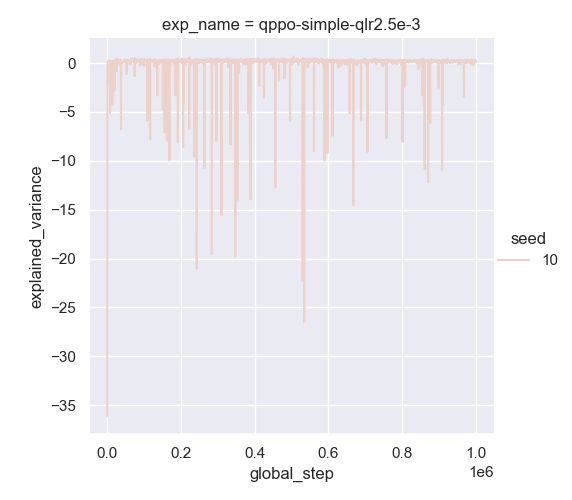 exp_name = qppo-simple-qlr2.5e-3
0
−5
−10
−15
−20
−25
−30
−35
explained_variance
0.0 0.2 0.4 0.6 0.8 1.0
1e6
global_step
seed
10